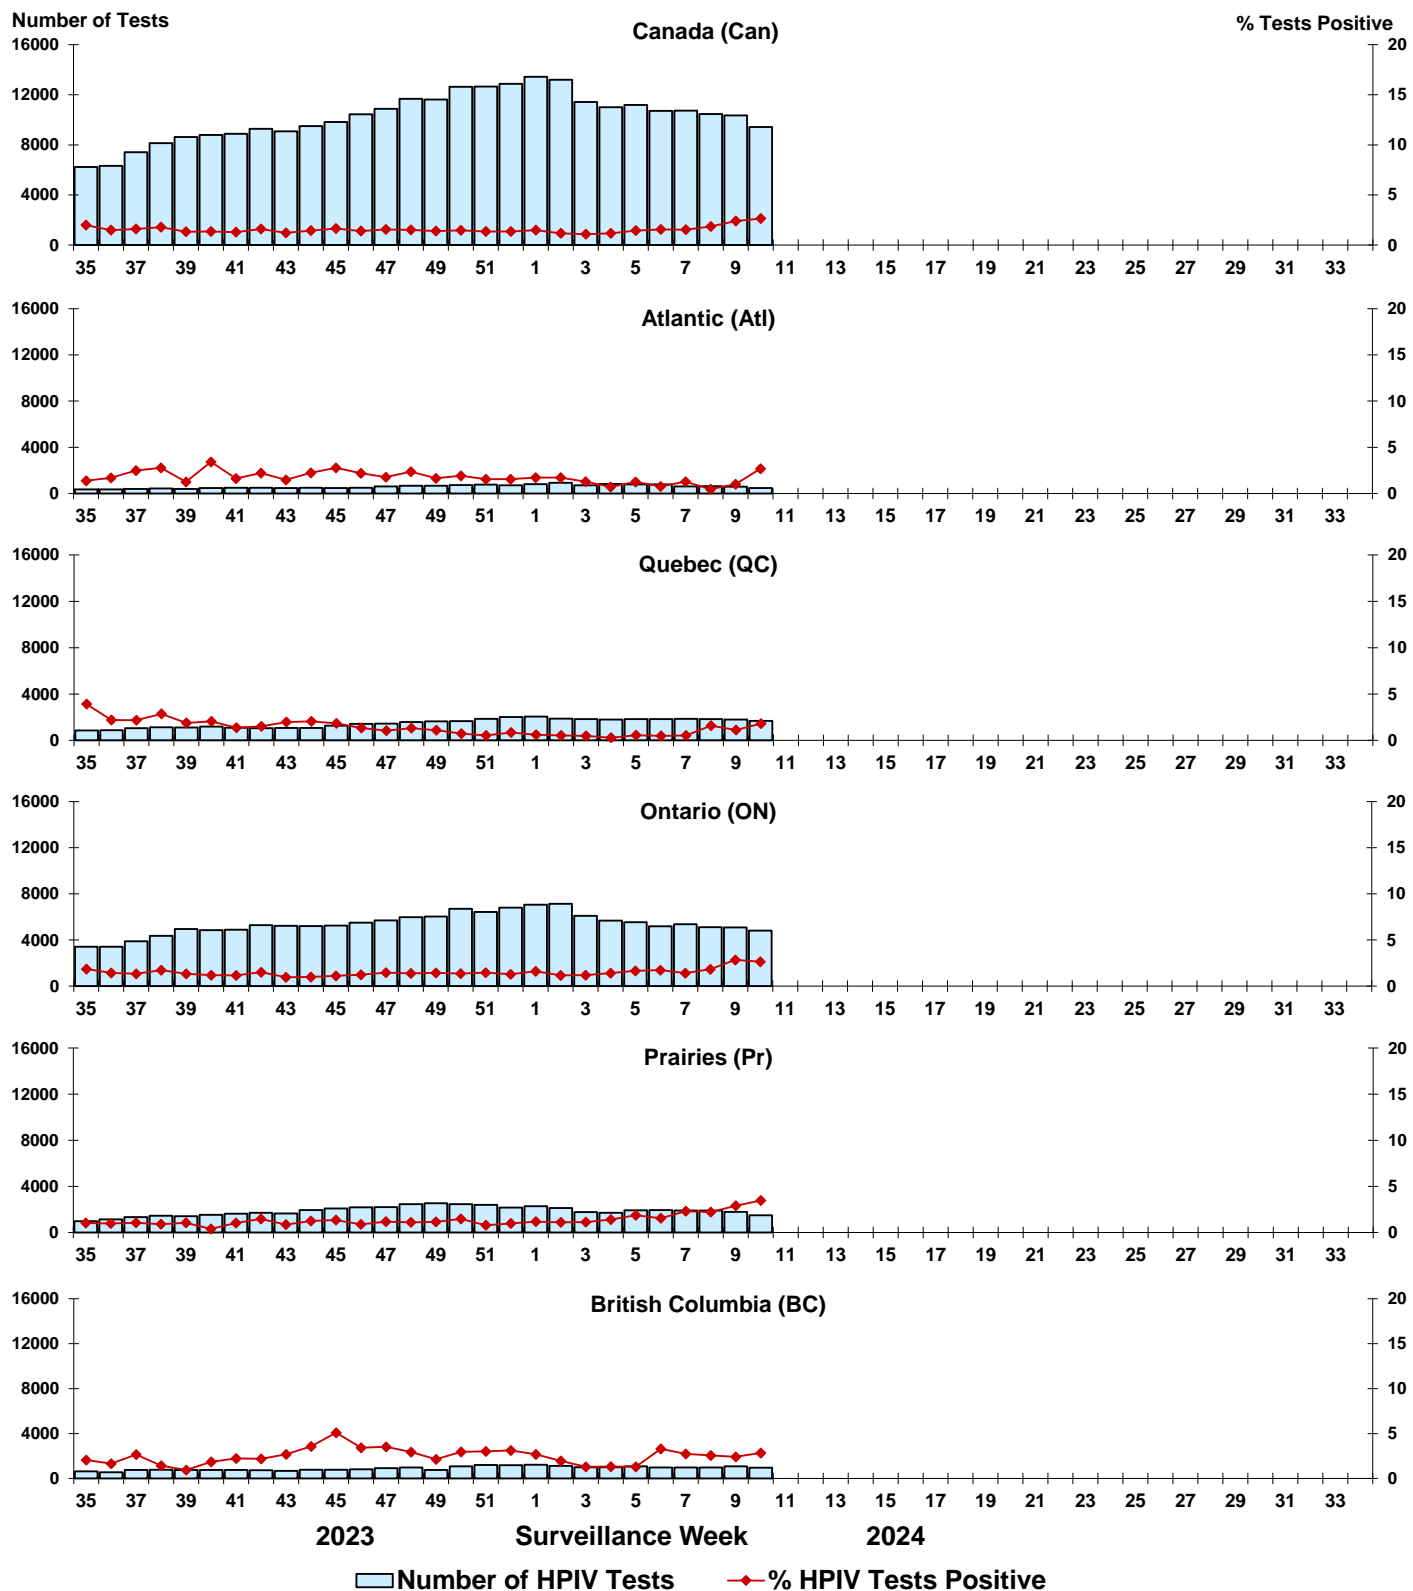 Number of Tests
Canada (Can)
% Tests Positive
16000 20
12000 15
8000 10
4000 5
0 0
35 37 39 41 43 45 47 49 51 1 3 5 7 9 11 13 15 17 19 21 23 25 27 29 31 33
Atlantic (Atl)
16000 20
12000 15
8000 10
4000 5
0 0
35 37 39 41 43 45 47 49 51 1 3 5 7 9 11 13 15 17 19 21 23 25 27 29 31 33
Quebec (QC)
16000 20
12000 15
8000 10
4000 5
0 0
35 37 39 41 43 45 47 49 51 1 3 5 7 9 11 13 15 17 19 21 23 25 27 29 31 33
Ontario (ON)
16000 20
12000 15
8000 10
4000 5
0 0
35 37 39 41 43 45 47 49 51 1 3 5 7 9 11 13 15 17 19 21 23 25 27 29 31 33
Prairies (Pr)
16000 20
12000 15
8000 10
4000 5
0 0
35 37 39 41 43 45 47 49 51 1 3 5 7 9 11 13 15 17 19 21 23 25 27 29 31 33
British Columbia (BC)
16000 20
12000 15
8000 10
4000 5
0 0
35 37 39 41 43 45 47 49 51 1 3 5 7 9 11 13 15 17 19 21 23 25 27 29 31 33
2023 Surveillance Week 2024
Number of HPIV Tests % HPIV Tests Positive